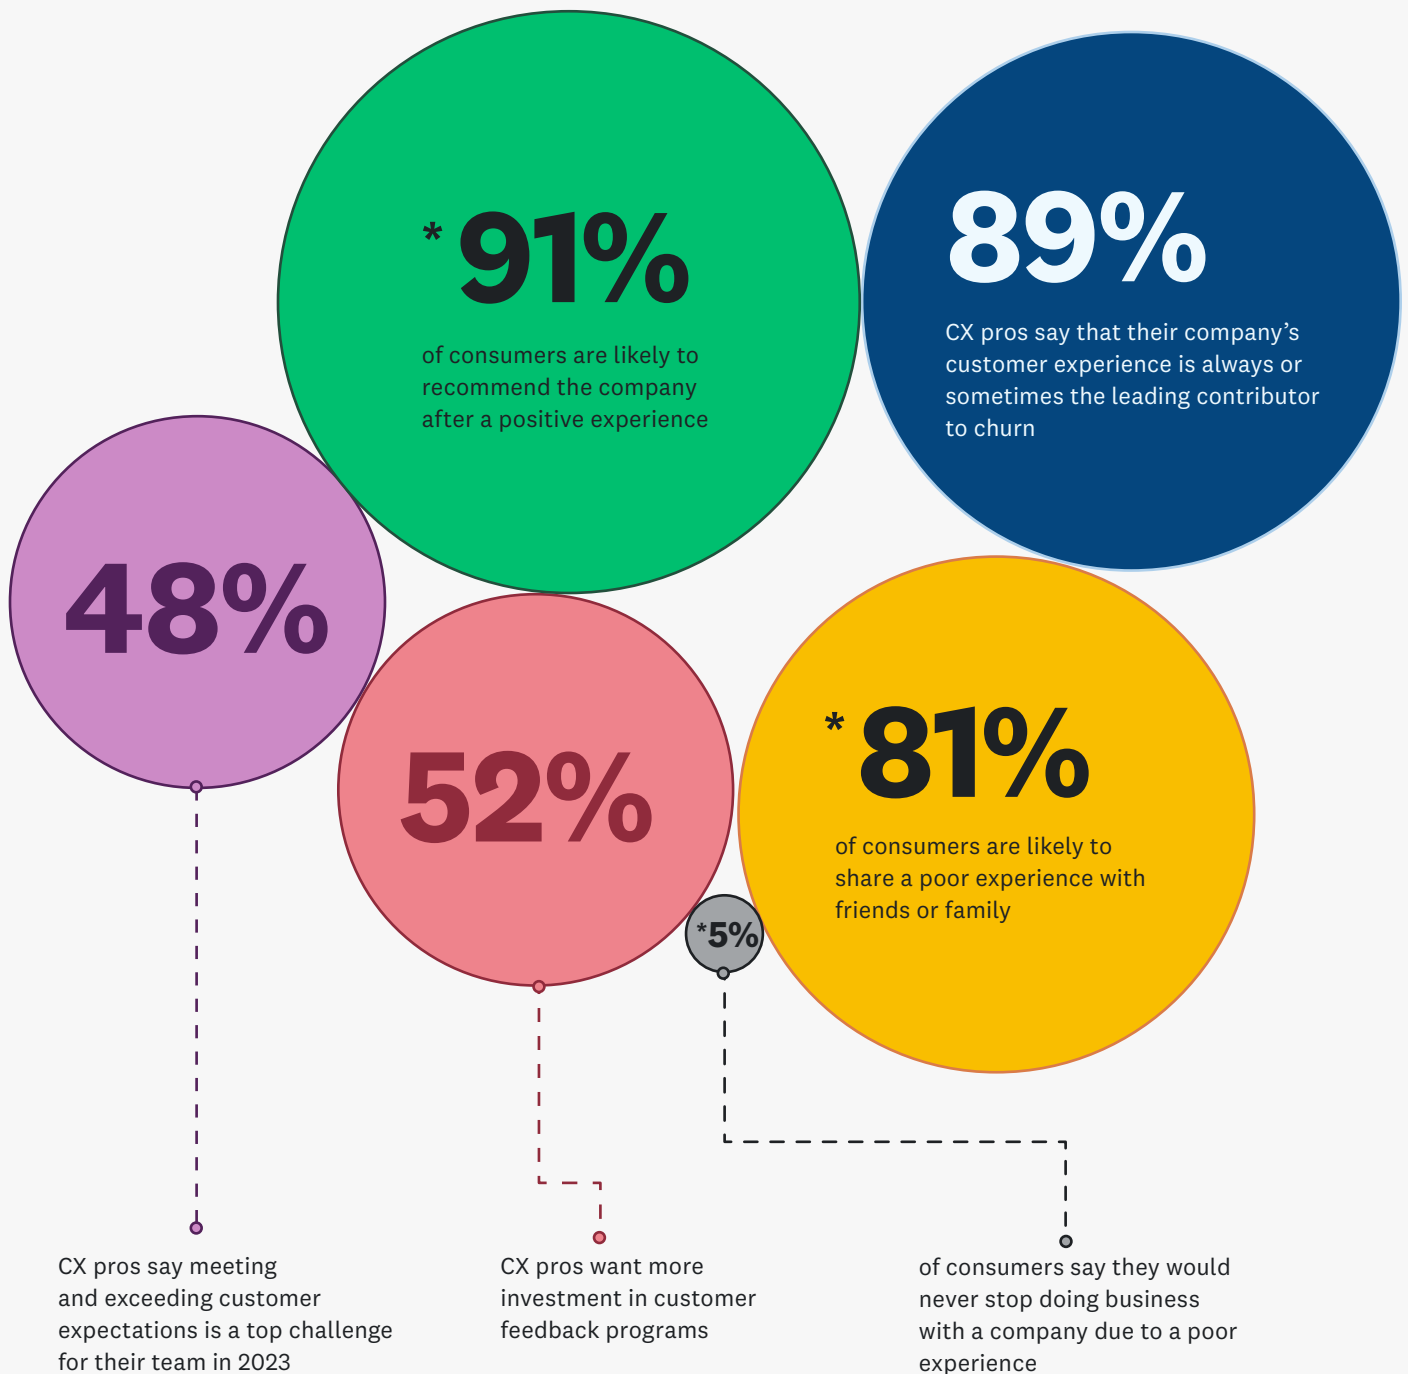 *91%
of consumers are likely to
recommend the company
after a positive experience
89%
CX pros say that their company’s
customer experience is always or
sometimes the leading contributor
to churn
48%
52%
*81%
of consumers are likely to
share a poor experience with
friends or family
*5%
CX pros say meeting
and exceeding customer
expectations is a top challenge
for their team in 2023
CX pros want more
investment in customer
feedback programs
of consumers say they would
never stop doing business
with a company due to a poor
experience